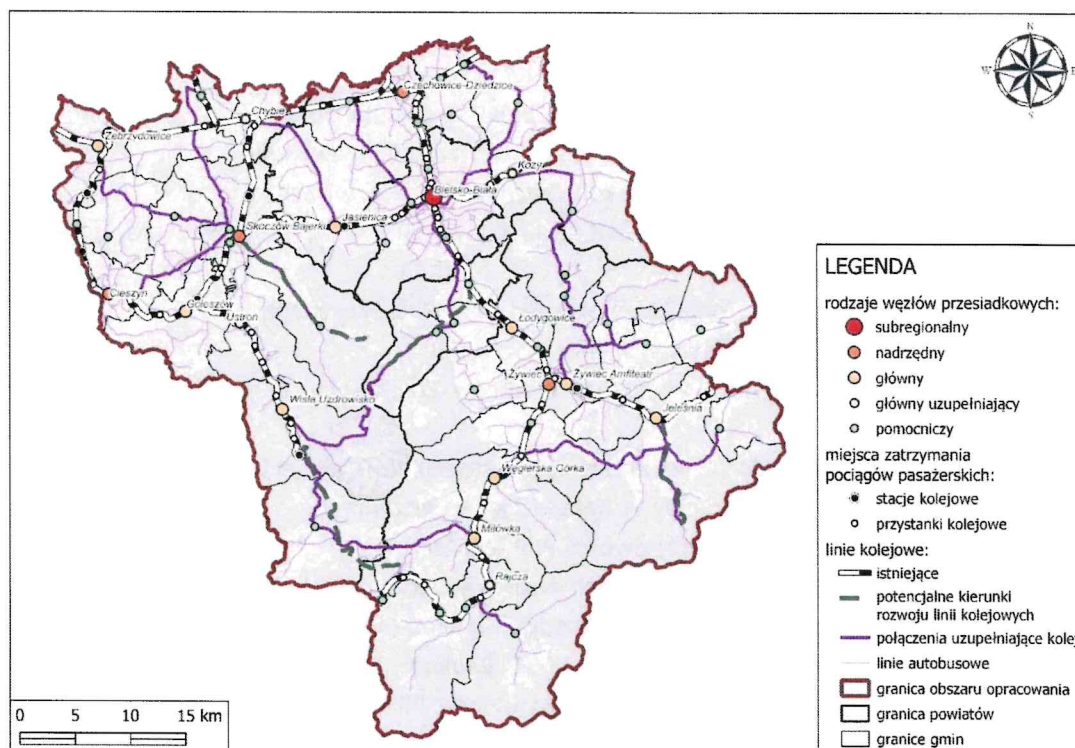 N
W E
S
Czechowice-Dziedzice
Chybie
Zebrzydowice
Kozy
Bielsko-Biała
Jasienica
Skoczów Bajerki
Cieszyn
Goleszów
Ustroń
Łodygowice
Żywiec
Żywiec Amfiteatr
Wisła Uzdrowisko
Jeleśnia
Węgierska Górka
Milówka
Rajcza
LEGENDA
rodzaje węzłów przesiadkowych:
subregionalny
nadrzędny
główny
główny uzupełniający
pomocniczy
miejsca zatrzymania
pociągów pasażerskich:
stacje kolejowe
przystanki kolejowe
linie kolejowe:
istniejące
potencjalne kierunki
rozwoju linii kolejowych
połączenia uzupełniające kolej
linie autobusowe
granica obszaru opracowania
granica powiatów
granice gmin
0 5 10 15 km